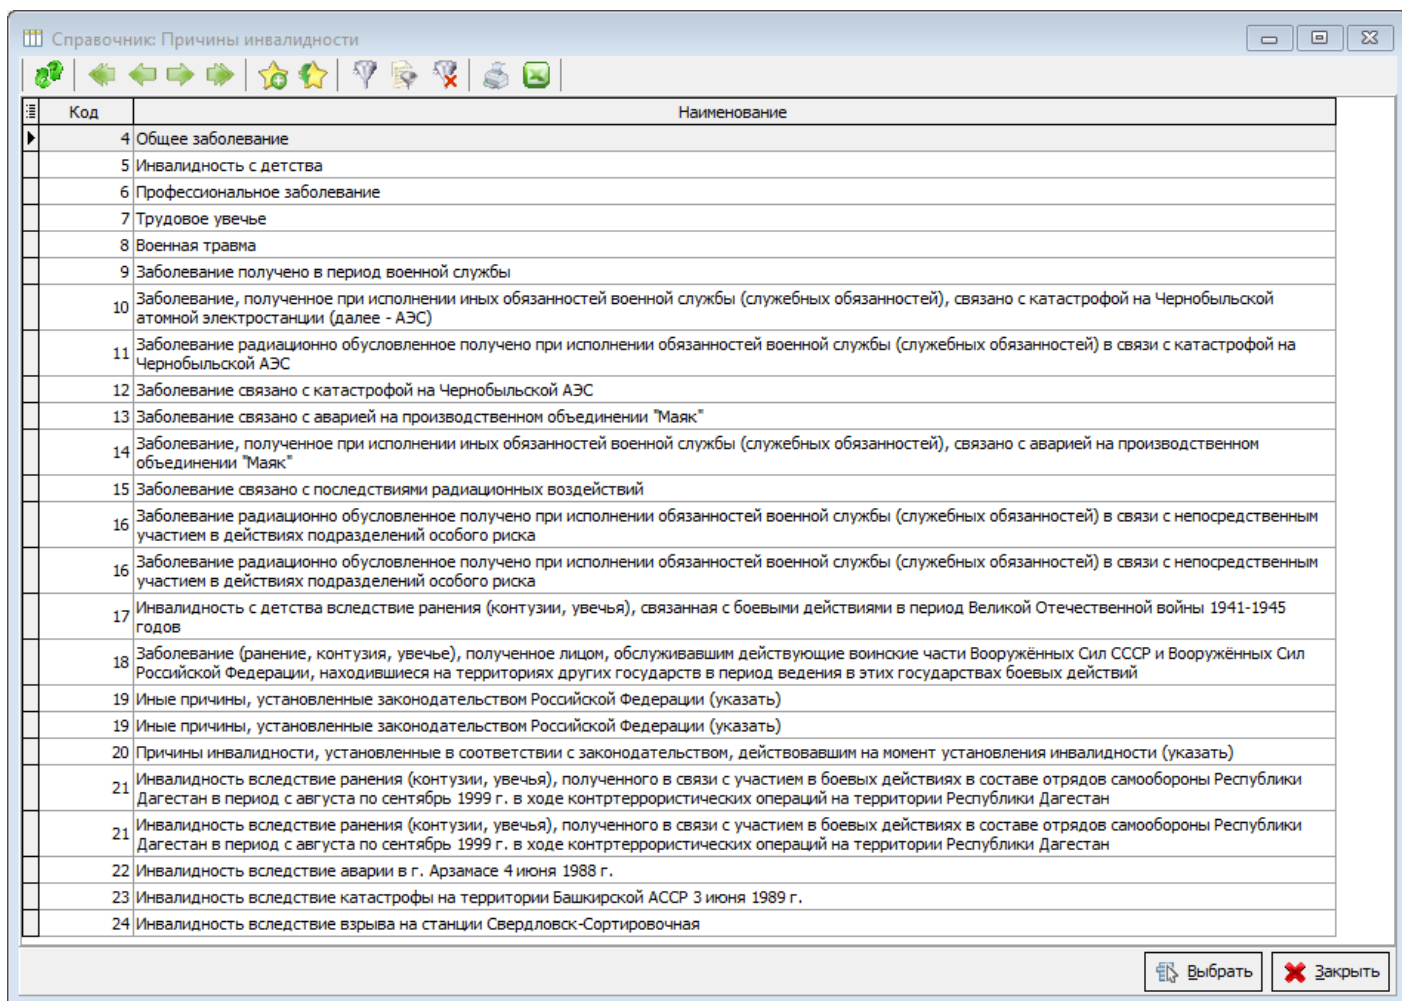 Справочник: Причины инвалидности
Код Наименование
4 Общее заболевание
5 Инвалидность с детства
6 Профессиональное заболевание
7 Трудовое увечье
8 Военная травма
9 Заболевание получено в период военной службы
10 Заболевание, полученное при исполнении иных обязанностей военной службы (служебных обязанностей), связано с катастрофой на Чернобыльской
атомной электростанции (далее - АЭС)
11 Заболевание радиационно обусловленное получено при исполнении обязанностей военной службы (служебных обязанностей) в связи с катастрофой на
Чернобыльской АЭС
12 Заболевание связано с катастрофой на Чернобыльской АЭС
13 Заболевание связано с аварией на производственном объединении "Маяк"
14 Заболевание, полученное при исполнении иных обязанностей военной службы (служебных обязанностей), связано с аварией на производственном
объединении "Маяк"
15 Заболевание связано с последствиями радиационных воздействий
16 Заболевание радиационно обусловленное получено при исполнении обязанностей военной службы (служебных обязанностей) в связи с непосредственным
участием в действиях подразделений особого риска
16 Заболевание радиационно обусловленное получено при исполнении обязанностей военной службы (служебных обязанностей) в связи с непосредственным
участием в действиях подразделений особого риска
17 Инвалидность с детства вследствие ранения (контузии, увечья), связанная с боевыми действиями в период Великой Отечественной войны 1941-1945
годов
18 Заболевание (ранение, контузия, увечье), полученное лицом, обслуживавшим действующие воинские части Вооружённых Сил СССР и Вооружённых Сил
Российской Федерации, находившиеся на территориях других государств в период ведения в этих государствах боевых действий
19 Иные причины, установленные законодательством Российской Федерации (указать)
19 Иные причины, установленные законодательством Российской Федерации (указать)
20 Причины инвалидности, установленные в соответствии с законодательством, действовавшим на момент установления инвалидности (указать)
21 Инвалидность вследствие ранения (контузии, увечья), полученного в связи с участием в боевых действиях в составе отрядов самообороны Республики
Дагестан в период с августа по сентябрь 1999 г. в ходе контртеррористических операций на территории Республики Дагестан
21 Инвалидность вследствие ранения (контузии, увечья), полученного в связи с участием в боевых действиях в составе отрядов самообороны Республики
Дагестан в период с августа по сентябрь 1999 г. в ходе контртеррористических операций на территории Республики Дагестан
22 Инвалидность вследствие аварии в г. Арзамасе 4 июня 1988 г.
23 Инвалидность вследствие катастрофы на территории Башкирской АССР 3 июня 1989 г.
24 Инвалидность вследствие взрыва на станции Свердловск-Сортировочная
Выбрать Закрыть